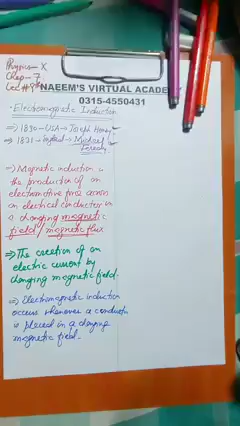 Physics - X
Chap - 7
Lec # 9
NAEEM'S VIRTUAL ACADE
0315-4550431
Electromagnetic Induction
⇒ 1830 - USA → Joseph Henry
⇒ 1831 - England → Michael
Faraday
⇒ Magnetic induction is
the production of an
electromotive force across
an electrical conductor in
a changing magnetic
field / magnetic flux
⇒ The creation of an
electric current by
changing magnetic field.
⇒ Electromagnetic induction
occurs whenever a conductor
is placed in a changing
magnetic field.